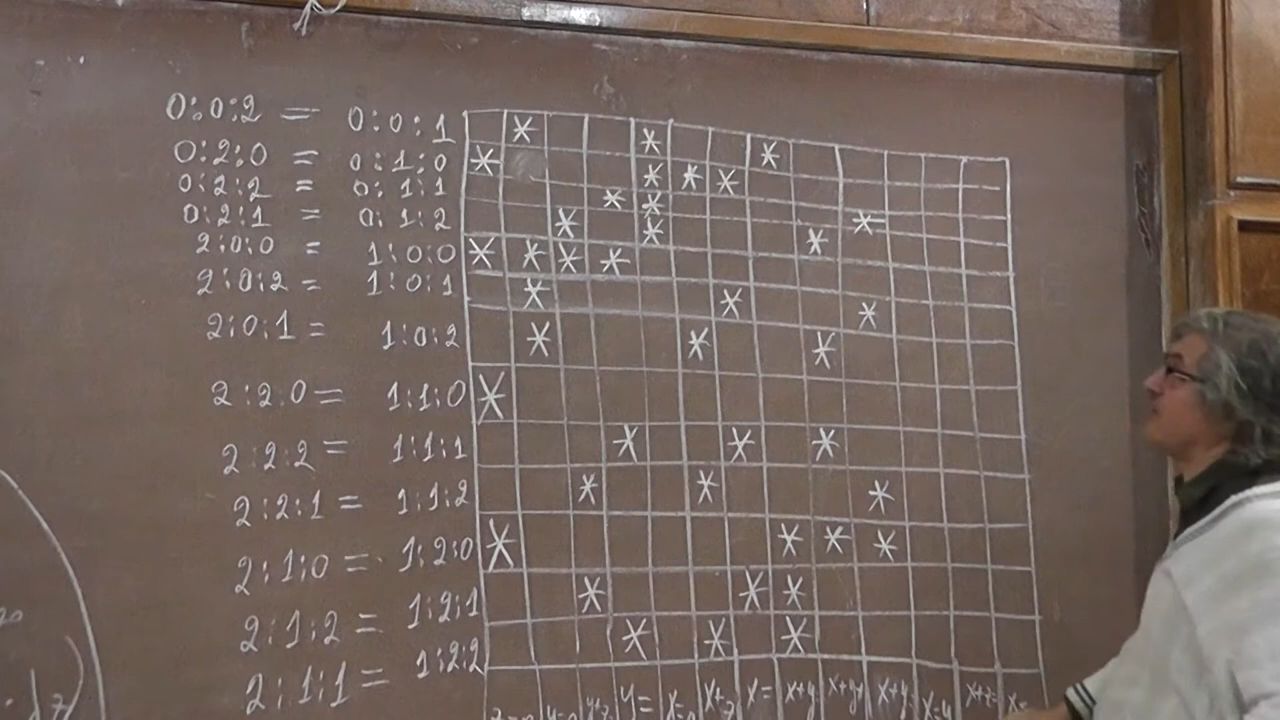 0:0:2 = 0:0:1
0:2:0 = 0:1:0
0:2:2 = 0:1:1
0:2:1 = 0:1:2
2:0:0 = 1:0:0
2:0:2 = 1:0:1
2:0:1 = 1:0:2
2:2:0 = 1:1:0
2:2:2 = 1:1:1
2:2:1 = 1:1:2
2:1:0 = 1:2:0
2:1:2 = 1:2:1
2:1:1 = 1:2:2
y= x= x+y x+y+ x+y x=y x+z= x=